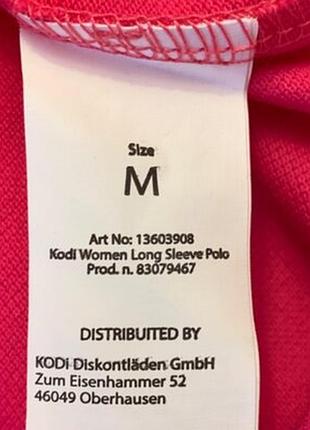 Size
M
Art No: 13603908
Kodi Women Long Sleeve Polo
Prod. n. 83079467
DISTRIBUITED BY
KODi Diskontläden GmbH
Zum Eisenhammer 52
46049 Oberhausen